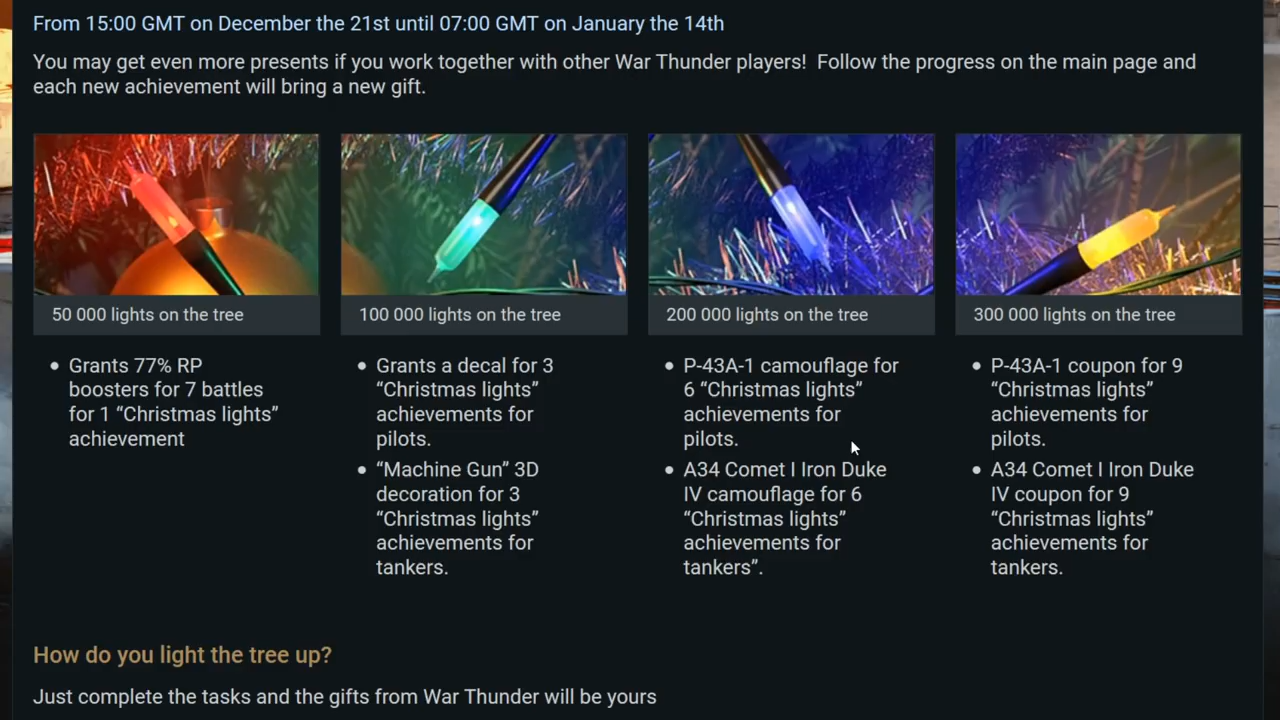 From 15:00 GMT on December the 21st until 07:00 GMT on January the 14th
You may get even more presents if you work together with other War Thunder players!  Follow the progress on the main page and
each new achievement will bring a new gift.
50 000 lights on the tree
Grants 77% RP
boosters for 7 battles
for 1 “Christmas lights”
achievement
100 000 lights on the tree
Grants a decal for 3
“Christmas lights”
achievements for
pilots.
“Machine Gun” 3D
decoration for 3
“Christmas lights”
achievements for
tankers.
200 000 lights on the tree
P-43A-1 camouflage for
6 “Christmas lights”
achievements for
pilots.
A34 Comet I Iron Duke
IV camouflage for 6
“Christmas lights”
achievements for
tankers”.
300 000 lights on the tree
P-43A-1 coupon for 9
“Christmas lights”
achievements for
pilots.
A34 Comet I Iron Duke
IV coupon for 9
“Christmas lights”
achievements for
tankers.
How do you light the tree up?
Just complete the tasks and the gifts from War Thunder will be yours